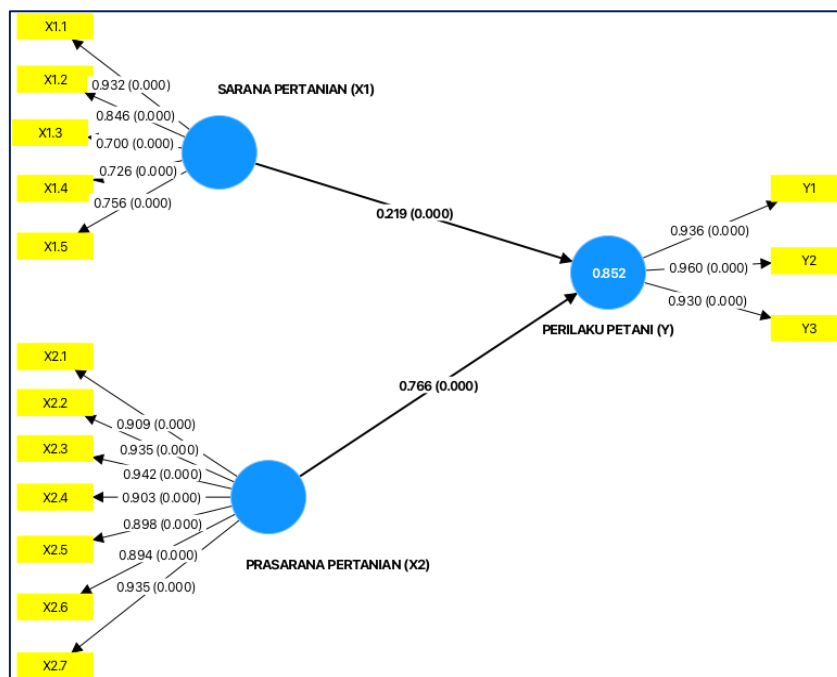 X1.1
X1.2
X1.3
X1.4
X1.5
0.932 (0.000)
0.846 (0.000)
0.700 (0.000)
0.726 (0.000)
0.756 (0.000)
SARANA PERTANIAN (X1)
0.219 (0.000)
0.852
PERILAKU PETANI (Y)
0.936 (0.000)
0.960 (0.000)
0.930 (0.000)
Y1
Y2
Y3
0.766 (0.000)
X2.1
X2.2
X2.3
X2.4
X2.5
X2.6
X2.7
0.909 (0.000)
0.935 (0.000)
0.942 (0.000)
0.903 (0.000)
0.898 (0.000)
0.894 (0.000)
0.935 (0.000)
PRASARANA PERTANIAN (X2)